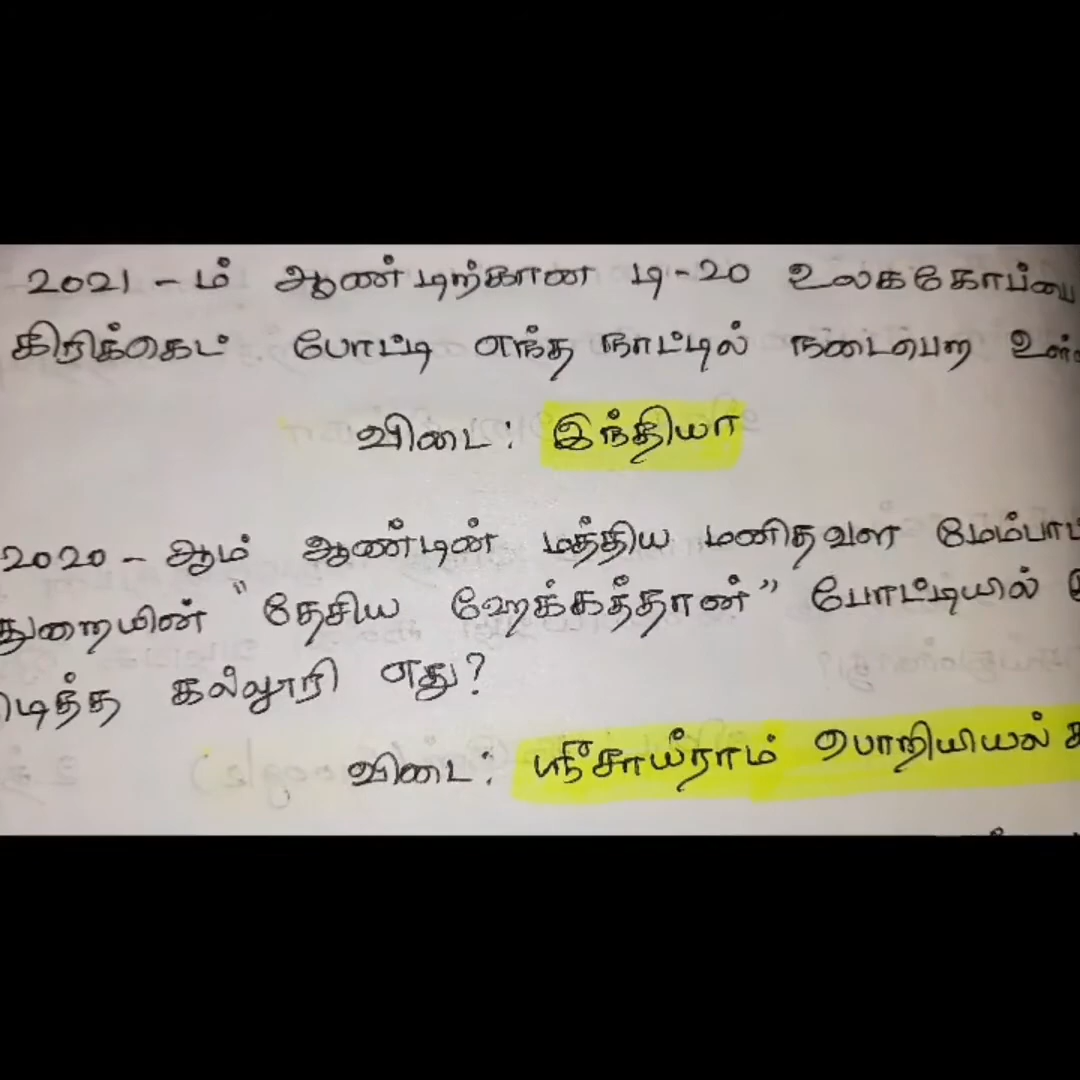 2021 - ம் ஆண்டிற்கான டி-20 உலககோப்பை
கிரிக்கெட் போட்டி எந்த நாட்டில் நடைபெற
விடை: இந்தியா
2020 - ஆம் ஆண்டின் மத்திய மனிதவள
துறையின் "தேசிய ஹேக்கத்தான்" போட்டியில்
டித்த கல்லூரி எது?
விடை: ஸ்ரீசாய்ராம் பொறியியல்